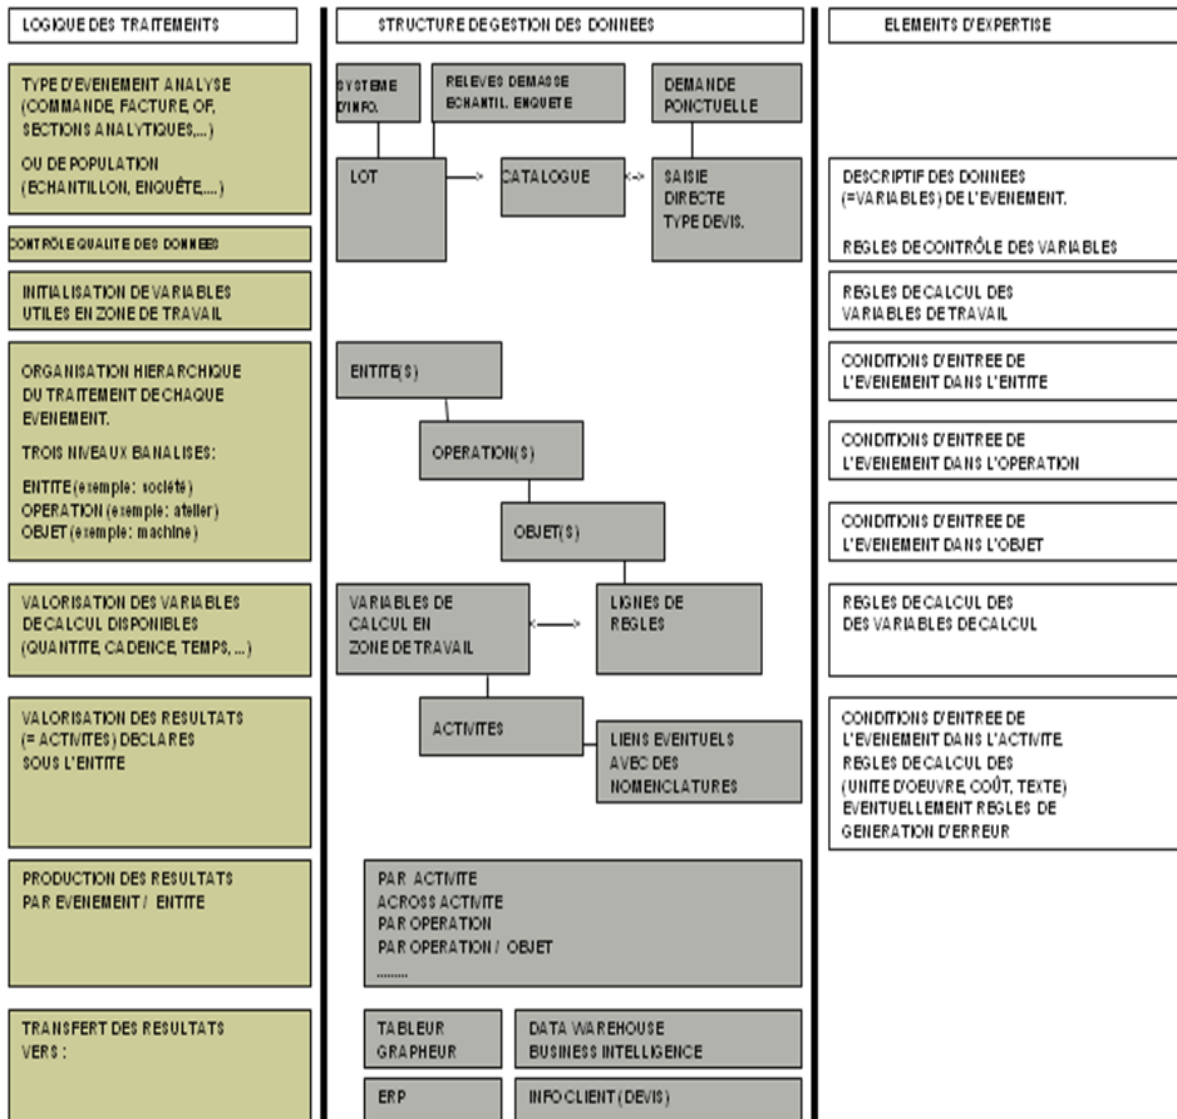 LOGIQUE DES TRAITEMENTS
STRUCTURE DE GESTION DES DONNEES
ELEMENTS D'EXPERTISE
TYPE D'EVENEMENT ANALYSE
(COMMANDE, FACTURE, OF,
SECTIONS ANALYTIQUES,...)
OU DE POPULATION
(ECHANTILLON, ENQUÊTE,....)
SYSTEME
D'INFO.
RELEVES DE MASSE
ECHANTIL. ENQUETE
DEMANDE
PONCTUELLE
LOT
CATALOGUE
SAISIE
DIRECTE
TYPE DEVIS.
DESCRIPTIF DES DONNEES
(=VARIABLES) DE L'EVENEMENT.
REGLES DE CONTRÔLE DES VARIABLES
CONTRÔLE QUALITE DES DONNEES
INITIALISATION DE VARIABLES
UTILES EN ZONE DE TRAVAIL
REGLES DE CALCUL DES
VARIABLES DE TRAVAIL
ORGANISATION HIERARCHIQUE
DU TRAITEMENT DE CHAQUE
EVENEMENT.
TROIS NIVEAUX BANALISES:
ENTITE (exemple: société)
OPERATION (exemple: atelier)
OBJET (exemple: machine)
ENTITE(S)
OPERATION(S)
OBJET(S)
CONDITIONS D'ENTREE DE
L'EVENEMENT DANS L'ENTITE
CONDITIONS D'ENTREE DE
L'EVENEMENT DANS L'OPERATION
CONDITIONS D'ENTREE DE
L'EVENEMENT DANS L'OBJET
VALORISATION DES VARIABLES
DE CALCUL DISPONIBLES
(QUANTITE, CADENCE, TEMPS, ...)
VARIABLES DE
CALCUL EN
ZONE DE TRAVAIL
LIGNES DE
REGLES
REGLES DE CALCUL DES
DES VARIABLES DE CALCUL
VALORISATION DES RESULTATS
(= ACTIVITES) DECLARES
SOUS L'ENTITE
ACTIVITES
LIENS EVENTUELS
AVEC DES
NOMENCLATURES
CONDITIONS D'ENTREE DE
L'EVENEMENT DANS L'ACTIVITE.
REGLES DE CALCUL DES
(UNITE D'OEUVRE, COÛT, TEXTE)
EVENTUELLEMENT REGLES DE
GENERATION D'ERREUR
PRODUCTION DES RESULTATS
PAR EVENEMENT / ENTITE
PAR ACTIVITE
ACROSS ACTIVITE
PAR OPERATION
PAR OPERATION / OBJET
.........
TRANSFERT DES RESULTATS
VERS :
TABLEUR
GRAPHEUR
DATA WAREHOUSE
BUSINESS INTELLIGENCE
ERP
INFO CLIENT (DEVIS)